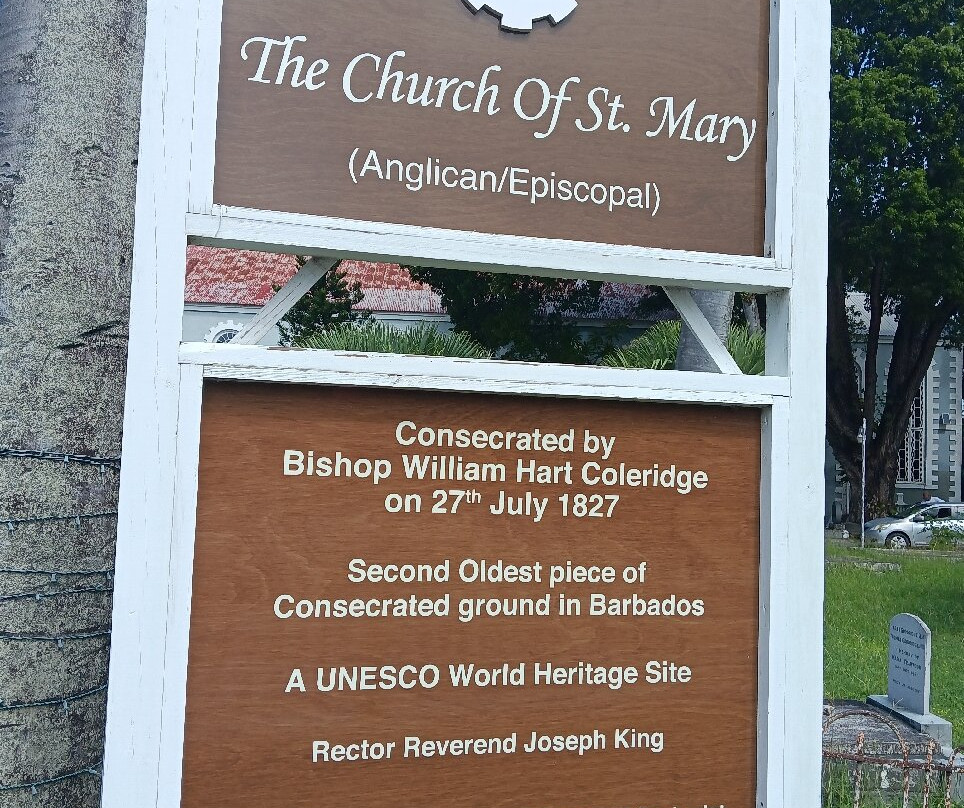 The Church Of St. Mary
(Anglican/Episcopal)
Consecrated by
Bishop William Hart Coleridge
on 27th July 1827
Second Oldest piece of
Consecrated ground in Barbados
A UNESCO World Heritage Site
Rector Reverend Joseph King